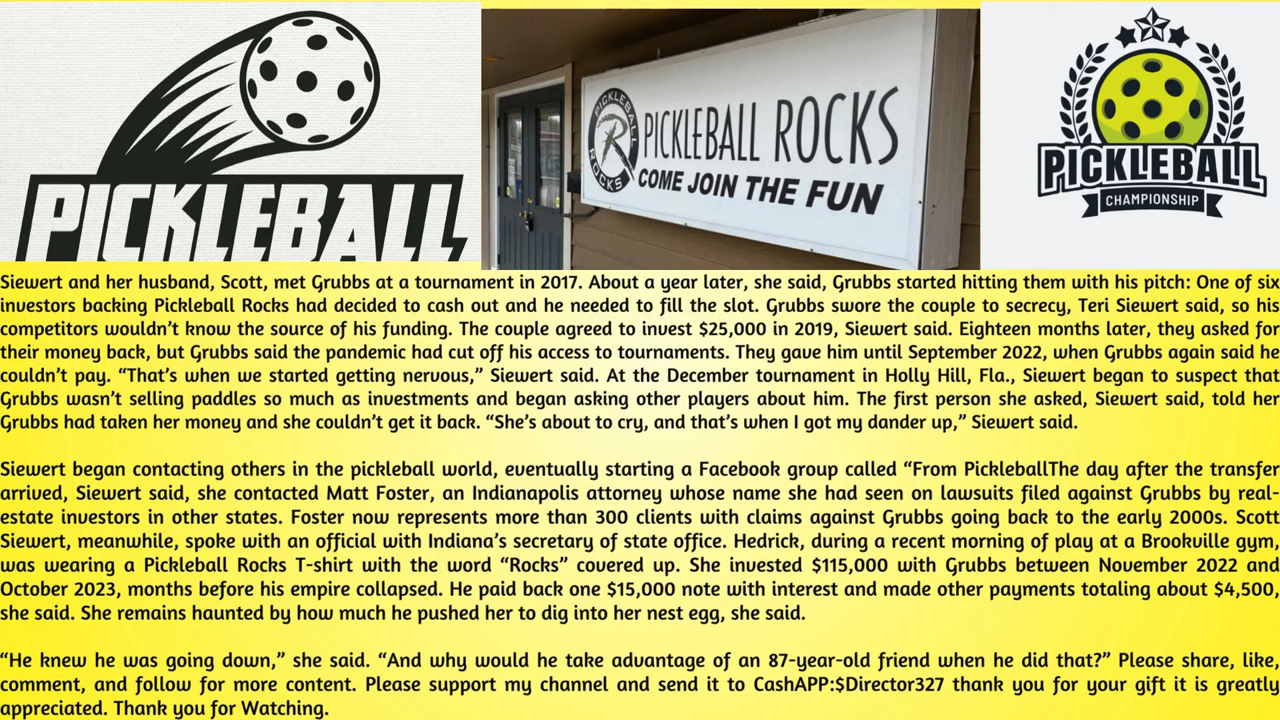 PICKLEBALL
PICKLEBALL ROCKS
R
PICKLEBALL ROCKS
COME JOIN THE FUN
PICKLEBALL
CHAMPIONSHIP
Siewert and her husband, Scott, met Grubbs at a tournament in 2017. About a year later, she said, Grubbs started hitting them with his pitch: One of six
investors backing Pickleball Rocks had decided to cash out and he needed to fill the slot. Grubbs swore the couple to secrecy, Teri Siewert said, so his
competitors wouldn’t know the source of his funding. The couple agreed to invest $25,000 in 2019, Siewert said. Eighteen months later, they asked for
their money back, but Grubbs said the pandemic had cut off his access to tournaments. They gave him until September 2022, when Grubbs again said he
couldn’t pay. “That’s when we started getting nervous,” Siewert said. At the December tournament in Holly Hill, Fla., Siewert began to suspect that
Grubbs wasn’t selling paddles so much as investments and began asking other players about him. The first person she asked, Siewert said, told her
Grubbs had taken her money and she couldn’t get it back. “She’s about to cry, and that’s when I got my dander up,” Siewert said.
Siewert began contacting others in the pickleball world, eventually starting a Facebook group called “From PickleballThe day after the transfer
arrived, Siewert said, she contacted Matt Foster, an Indianapolis attorney whose name she had seen on lawsuits filed against Grubbs by real-
estate investors in other states. Foster now represents more than 300 clients with claims against Grubbs going back to the early 2000s. Scott
Siewert, meanwhile, spoke with an official with Indiana’s secretary of state office. Hedrick, during a recent morning of play at a Brookville gym,
was wearing a Pickleball Rocks T-shirt with the word “Rocks” covered up. She invested $115,000 with Grubbs between November 2022 and
October 2023, months before his empire collapsed. He paid back one $15,000 note with interest and made other payments totaling about $4,500,
she said. She remains haunted by how much he pushed her to dig into her nest egg, she said.
“He knew he was going down,” she said. “And why would he take advantage of an 87-year-old friend when he did that?” Please share, like,
comment, and follow for more content. Please support my channel and send it to CashAPP:$Director327 thank you for your gift it is greatly
appreciated. Thank you for Watching.